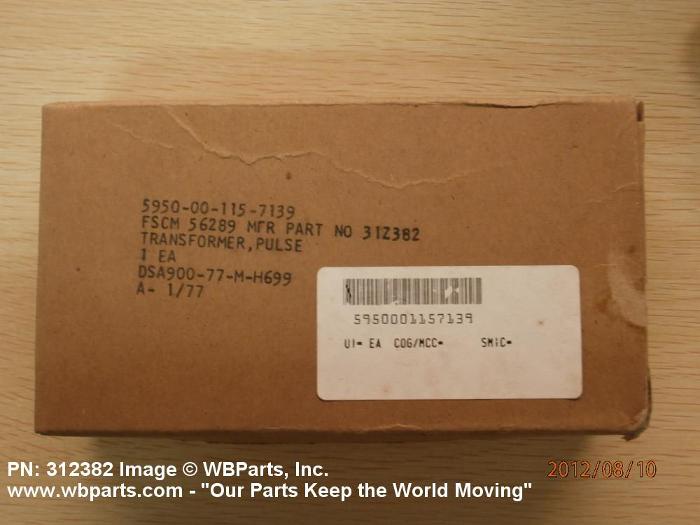 5950-00-115-7139
FSCM 56289 MFR PART NO 31Z382
TRANSFORMER,PULSE
1 EA
DSA900-77-M-H699
A- 1/77
5950001157139
UI- EA COG/MCC- SMIC-
PN: 312382 Image © WBParts, Inc.
2012/08/10
www.wbparts.com - "Our Parts Keep the World Moving"